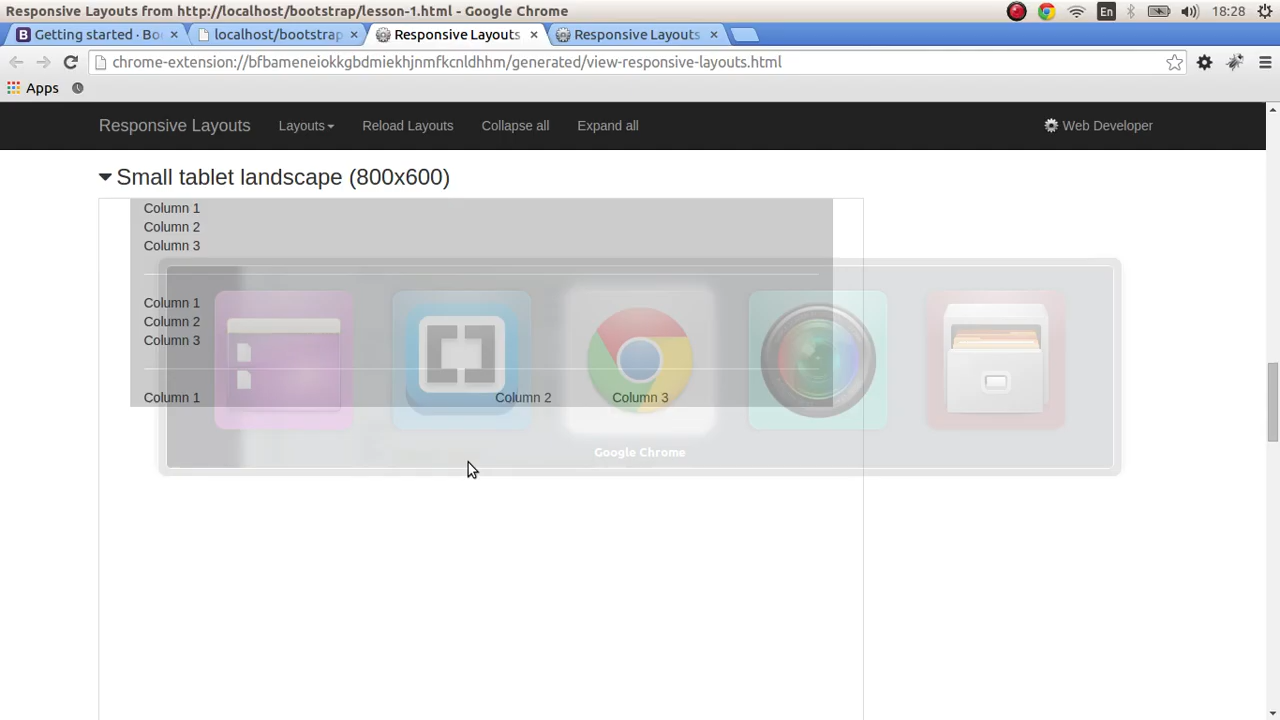 Responsive Layouts from http://localhost/bootstrap/lesson-1.html - Google Chrome
En
18:28
Getting started · Bo
localhost/bootstrap
Responsive Layouts
Responsive Layouts
chrome-extension://bfbameneiokkgbdmiekhjnmfkcnldhhm/generated/view-responsive-layouts.html
Apps
Responsive Layouts
Layouts
Reload Layouts
Collapse all
Expand all
Web Developer
Small tablet landscape (800x600)
Column 1
Column 2
Column 3
Column 1
Column 2
Column 3
Column 1
Column 2
Column 3
Google Chrome